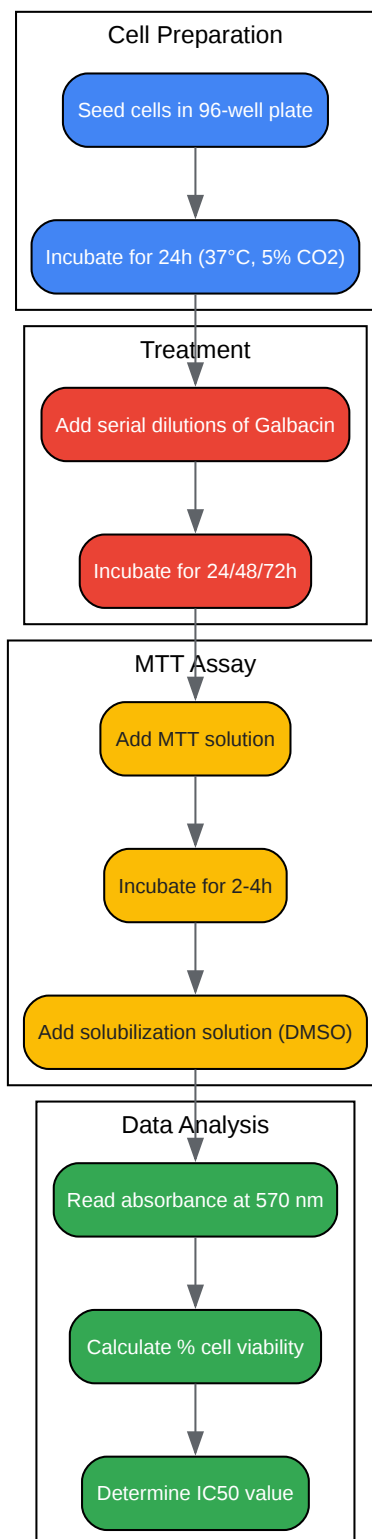 Cell Preparation
Seed cells in 96-well plate
Incubate for 24h (37°C, 5% CO2)
Treatment
Add serial dilutions of Galbacin
Incubate for 24/48/72h
MTT Assay
Add MTT solution
Incubate for 2-4h
Add solubilization solution (DMSO)
Data Analysis
Read absorbance at 570 nm
Calculate % cell viability
Determine IC50 value